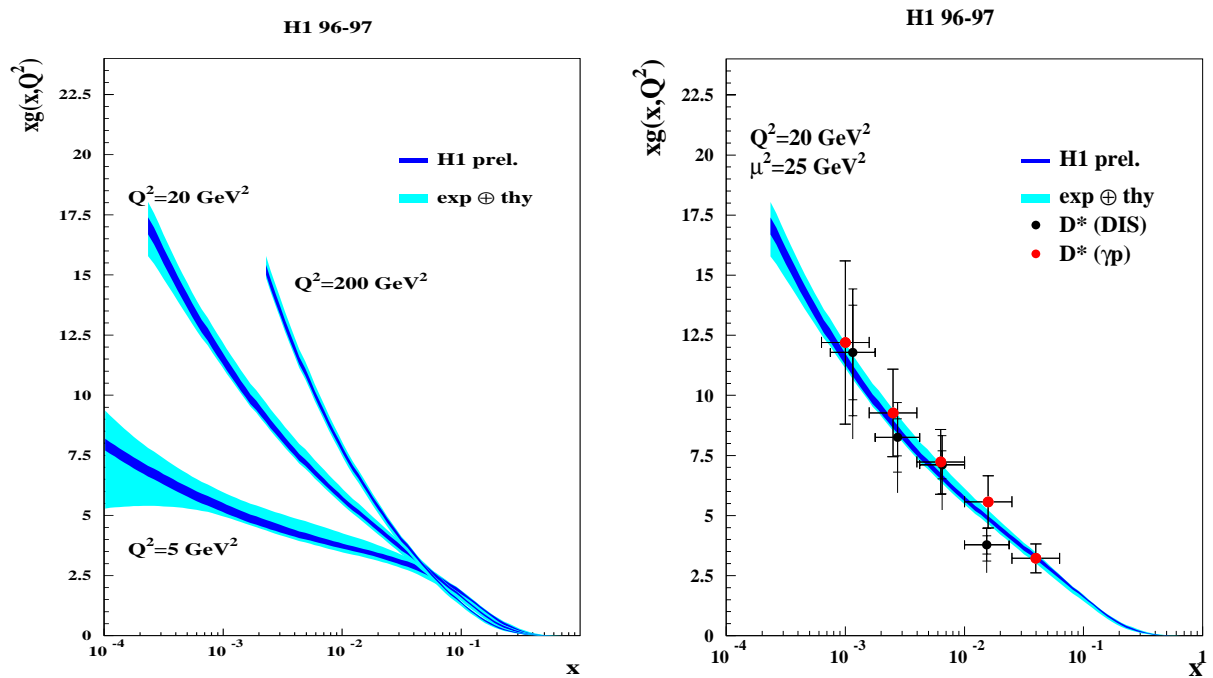 H1 96-97
xg(x,Q²)
22.5
20
17.5
15
12.5
10
7.5
5
2.5
0
Q²=20 GeV²
H1 prel.
exp ⊕ thy
Q²=200 GeV²
Q²=5 GeV²
10⁻⁴
10⁻³
10⁻²
10⁻¹
x
H1 96-97
xg(x,Q²)
22.5
20
17.5
15
12.5
10
7.5
5
2.5
0
Q²=20 GeV²
μ²=25 GeV²
H1 prel.
exp ⊕ thy
D* (DIS)
D* (γp)
10⁻⁴
10⁻³
10⁻²
10⁻¹
1
x